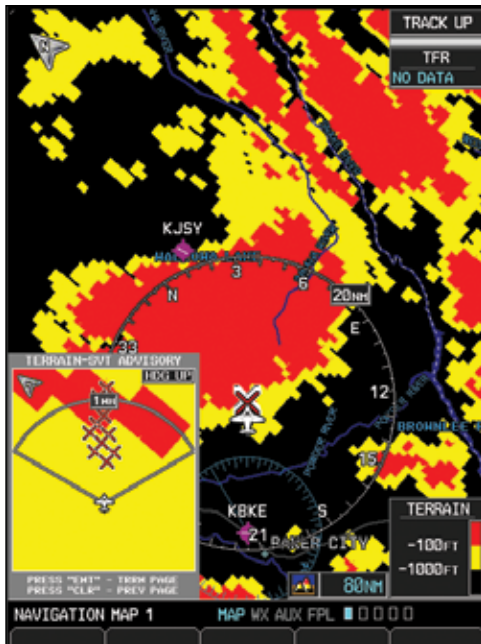 TRACK UP
TFR
NO DATA
N
KJSY
3
6
20NM
N
E
33
TERRAIN-SVT ADVISORY
HDG UP
1NM
12
POWDER RIVER
15
KBKE
S
21
BAKER CITY
TERRAIN
-100FT
-1000FT
PRESS "ENT" - TRRN PAGE
PRESS "CLR" - PREV PAGE
80NM
NAVIGATION MAP 1
MAP WX AUX FPL